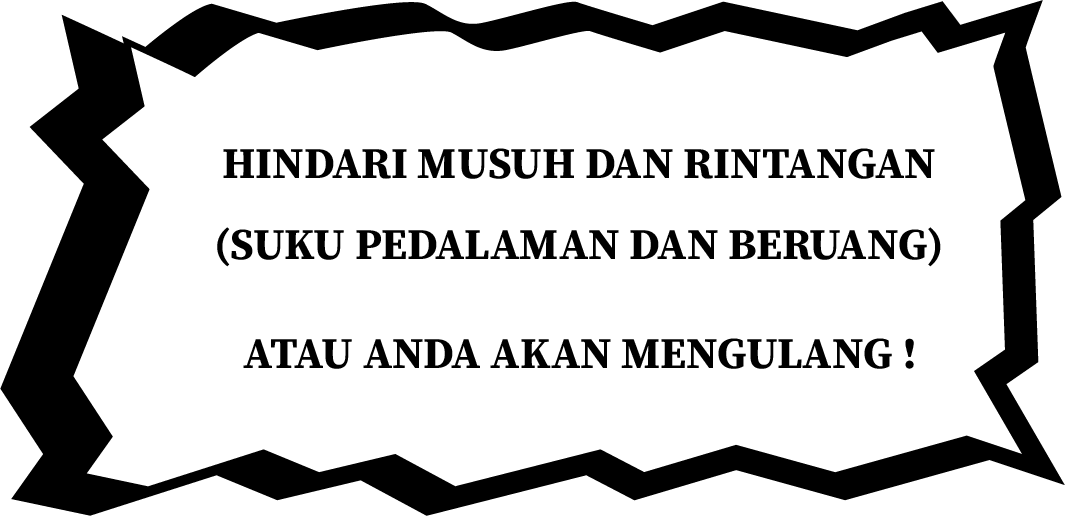 HINDARI MUSUH DAN RINTANGAN
(SUKU PEDALAMAN DAN BERUANG)
ATAU ANDA AKAN MENGULANG !